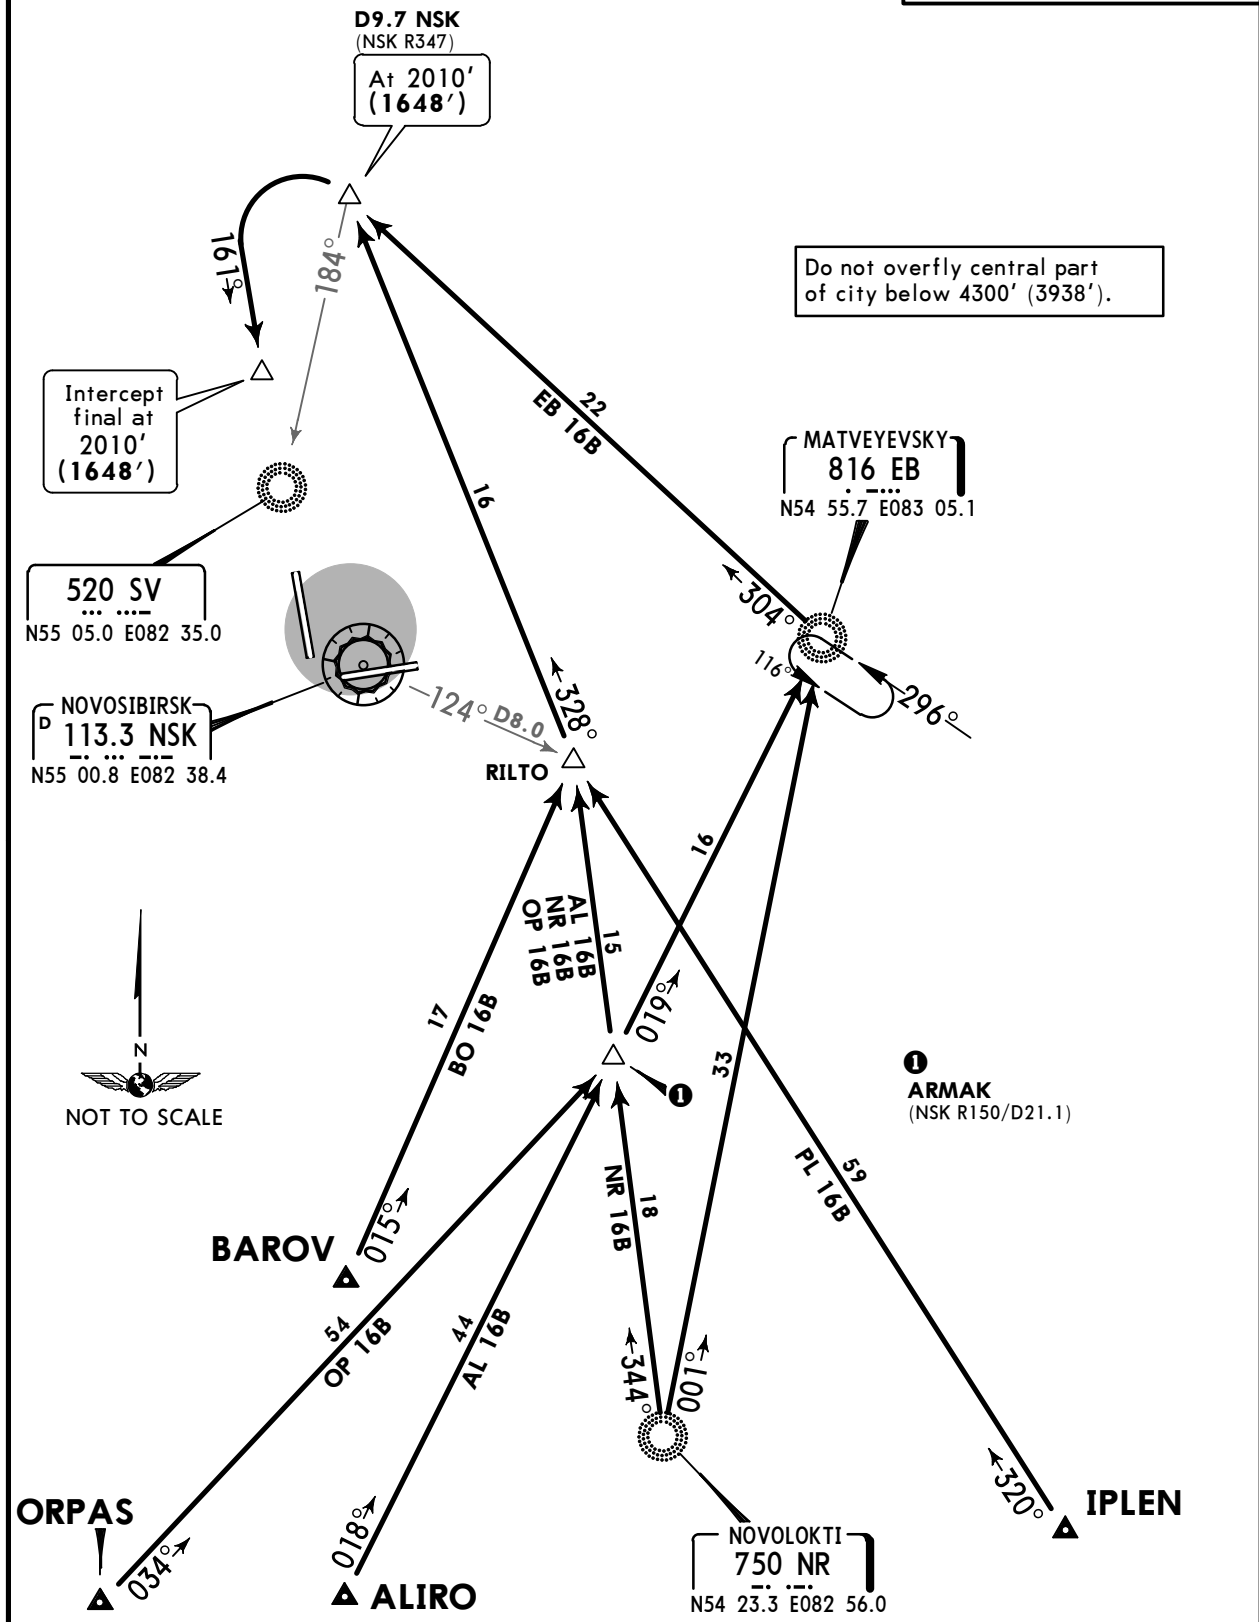 D9.7 NSK
(NSK R347)
At 2010'
(1648')
161°
184°
Do not overfly central part
of city below 4300' (3938').
Intercept
final at
2010'
(1648')
22
EB 16B
MATVEYEVSKY
816 EB
N54 55.7 E083 05.1
16
520 SV
N55 05.0 E082 35.0
304°
116°
296°
NOVOSIBIRSK
D 113.3 NSK
N55 00.8 E082 38.4
124° D8.0
328°
RILTO
16
AL 16B
NR 16B
OP 16B
15
17
BO 16B
019°
33
N
NOT TO SCALE
1
1
ARMAK
(NSK R150/D21.1)
59
PL 16B
18
NR 16B
015°
BAROV
54
OP 16B
44
AL 16B
344°
001°
320°
IPLEN
ORPAS
034°
018°
ALIRO
NOVOLOKTI
750 NR
N54 23.3 E082 56.0